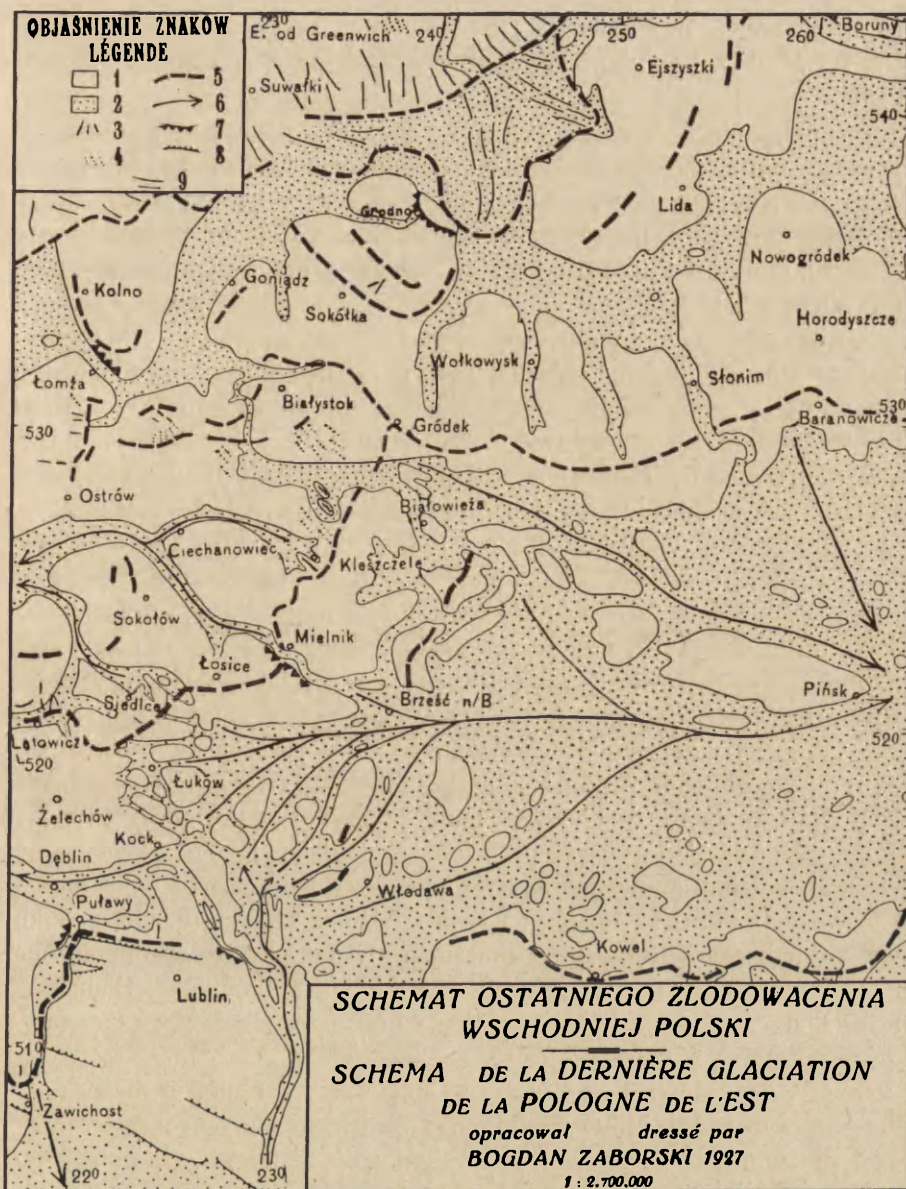 OBJAŚNIENIE ZNAKÓW
LÉGENDE
1
2
3
4
5
6
7
8
9
23⁰
E. od Greenwich
24⁰
25⁰
26⁰
Boruny
Suwałki
Ejszyszki
54⁰
Grodno
Lida
Nowogródek
Kolno
Goniądz
Sokółka
Horodyszcze
Wołkowysk
Słonim
Łomża
Białystok
Gródek
53⁰
53⁰
Baranowicze
Ostrów
Białowieża
Ciechanowiec
Kleszczele
Sokołów
Mielnik
Łosice
Siedlce
Brześć n/B
Pińsk
Latowicz
52⁰
52⁰
Łuków
Żelechów
Kock
Dęblin
Włodawa
Puławy
Kowel
Lublin
51⁰
Zawichost
22⁰
23⁰
SCHEMAT OSTATNIEGO ZLODOWACENIA
WSCHODNIEJ POLSKI
SCHEMA DE LA DERNIÈRE GLACIATION
DE LA POLOGNE DE L'EST
opracował dressé par
BOGDAN ZABORSKI 1927
1 : 2.700,000